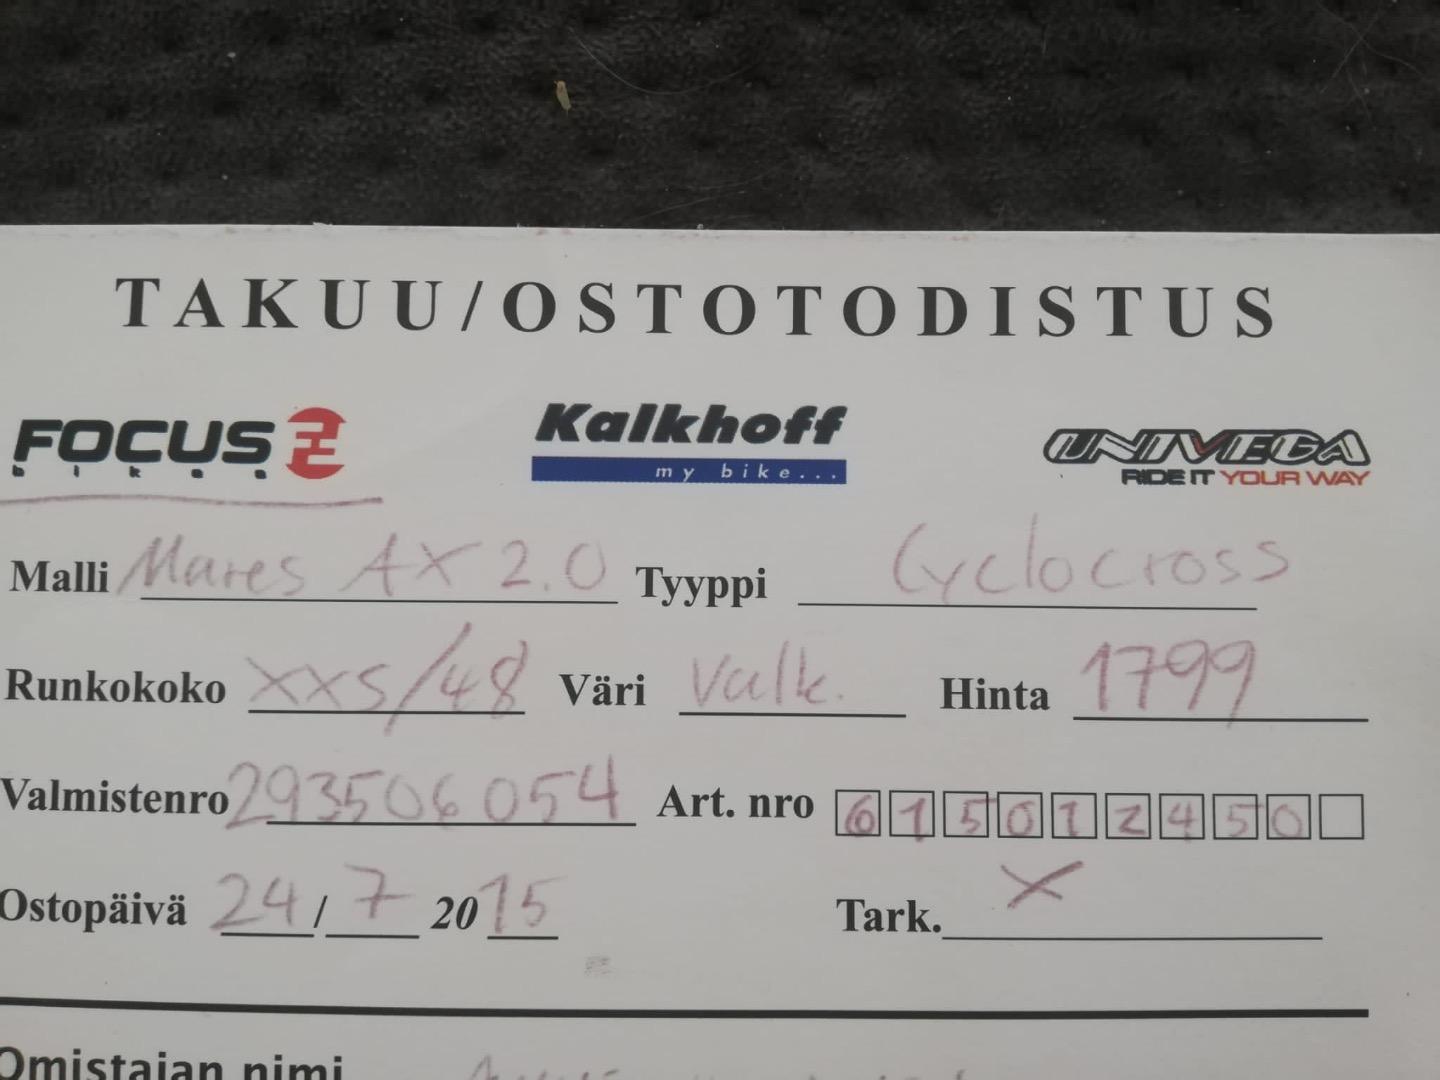 TAKUU/OSTOTODISTUS
FOCUS bikes Kalkhoff my bike... UNIVEGA RIDE IT YOUR WAY
Malli Mares AX 2.0 Tyyppi Cyclocross
Runkokoko XXS/48 Väri Valk. Hinta 1799
Valmistenro 293506054 Art. nro 615012450
Ostopäivä 24/7 2015 Tark. X
Omistajan nimi